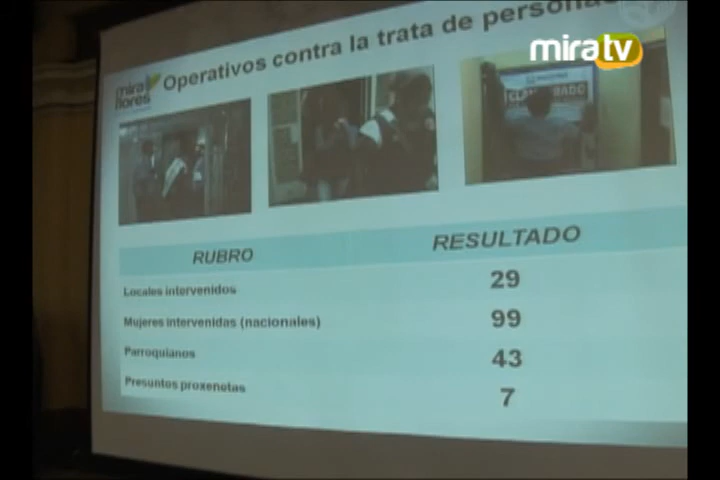 miratv
mira
flores
Operativos contra la trata de personas
CLAUSURADO
RUBRO RESULTADO
Locales intervenidos 29
Mujeres intervenidas (nacionales) 99
Parroquianos 43
Presuntos proxenetas 7